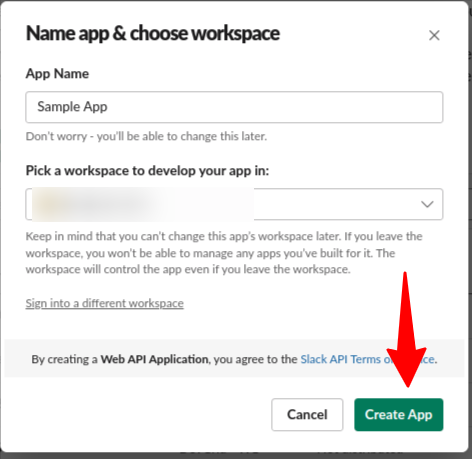 Name app & choose workspace
App Name
Sample App
Don't worry - you'll be able to change this later.
Pick a workspace to develop your app in:
Keep in mind that you can't change this app's workspace later. If you leave the
workspace, you won't be able to manage any apps you've built for it. The
workspace will control the app even if you leave the workspace.
Sign into a different workspace
By creating a Web API Application, you agree to the Slack API Terms of
Cancel
Create App